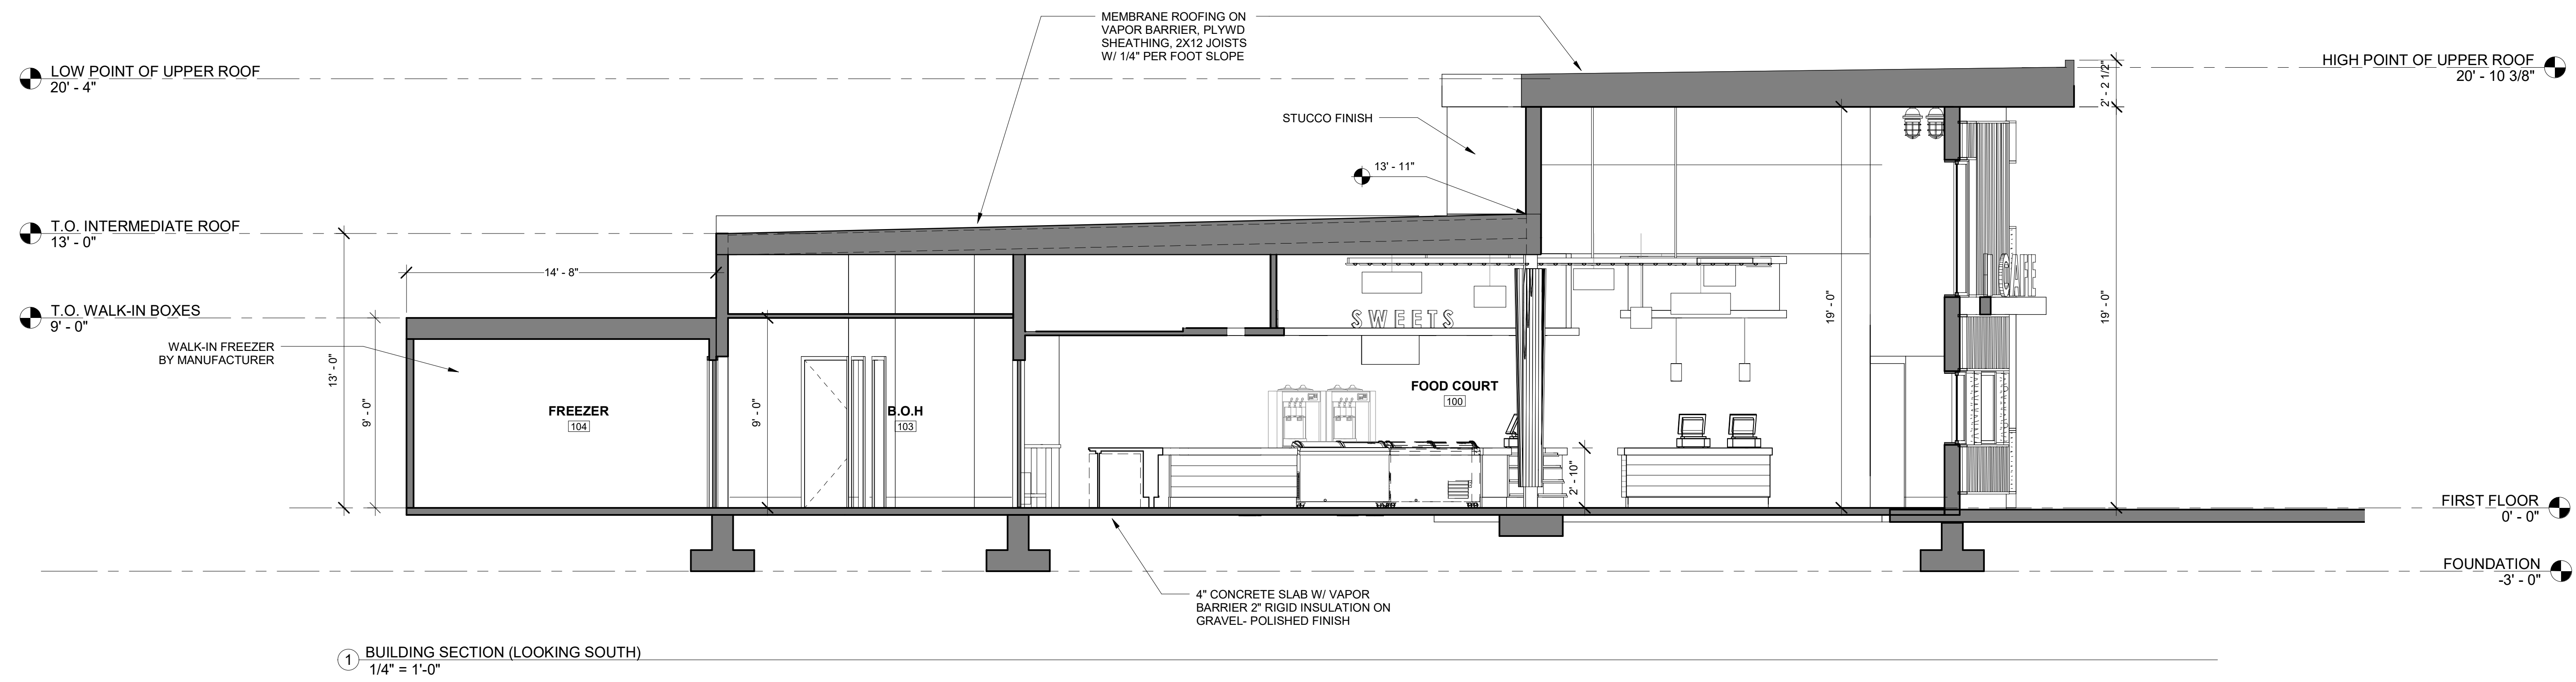 MEMBRANE ROOFING ON
VAPOR BARRIER, PLYWD
SHEATHING, 2X12 JOISTS
W/ 1/4" PER FOOT SLOPE
LOW POINT OF UPPER ROOF
20' - 4"
HIGH POINT OF UPPER ROOF
20' - 10 3/8"
2' - 2 1/2"
STUCCO FINISH
13' - 11"
T.O. INTERMEDIATE ROOF
13' - 0"
14' - 8"
T.O. WALK-IN BOXES
9' - 0"
WALK-IN FREEZER
BY MANUFACTURER
13' - 0"
9' - 0"
FREEZER
104
9' - 0"
B.O.H
103
SWEETS
FOOD COURT
100
2' - 10"
19' - 0"
CAFE
19' - 0"
FIRST FLOOR
0' - 0"
FOUNDATION
-3' - 0"
4" CONCRETE SLAB W/ VAPOR
BARRIER 2" RIGID INSULATION ON
GRAVEL- POLISHED FINISH
1
BUILDING SECTION (LOOKING SOUTH)
1/4" = 1'-0"